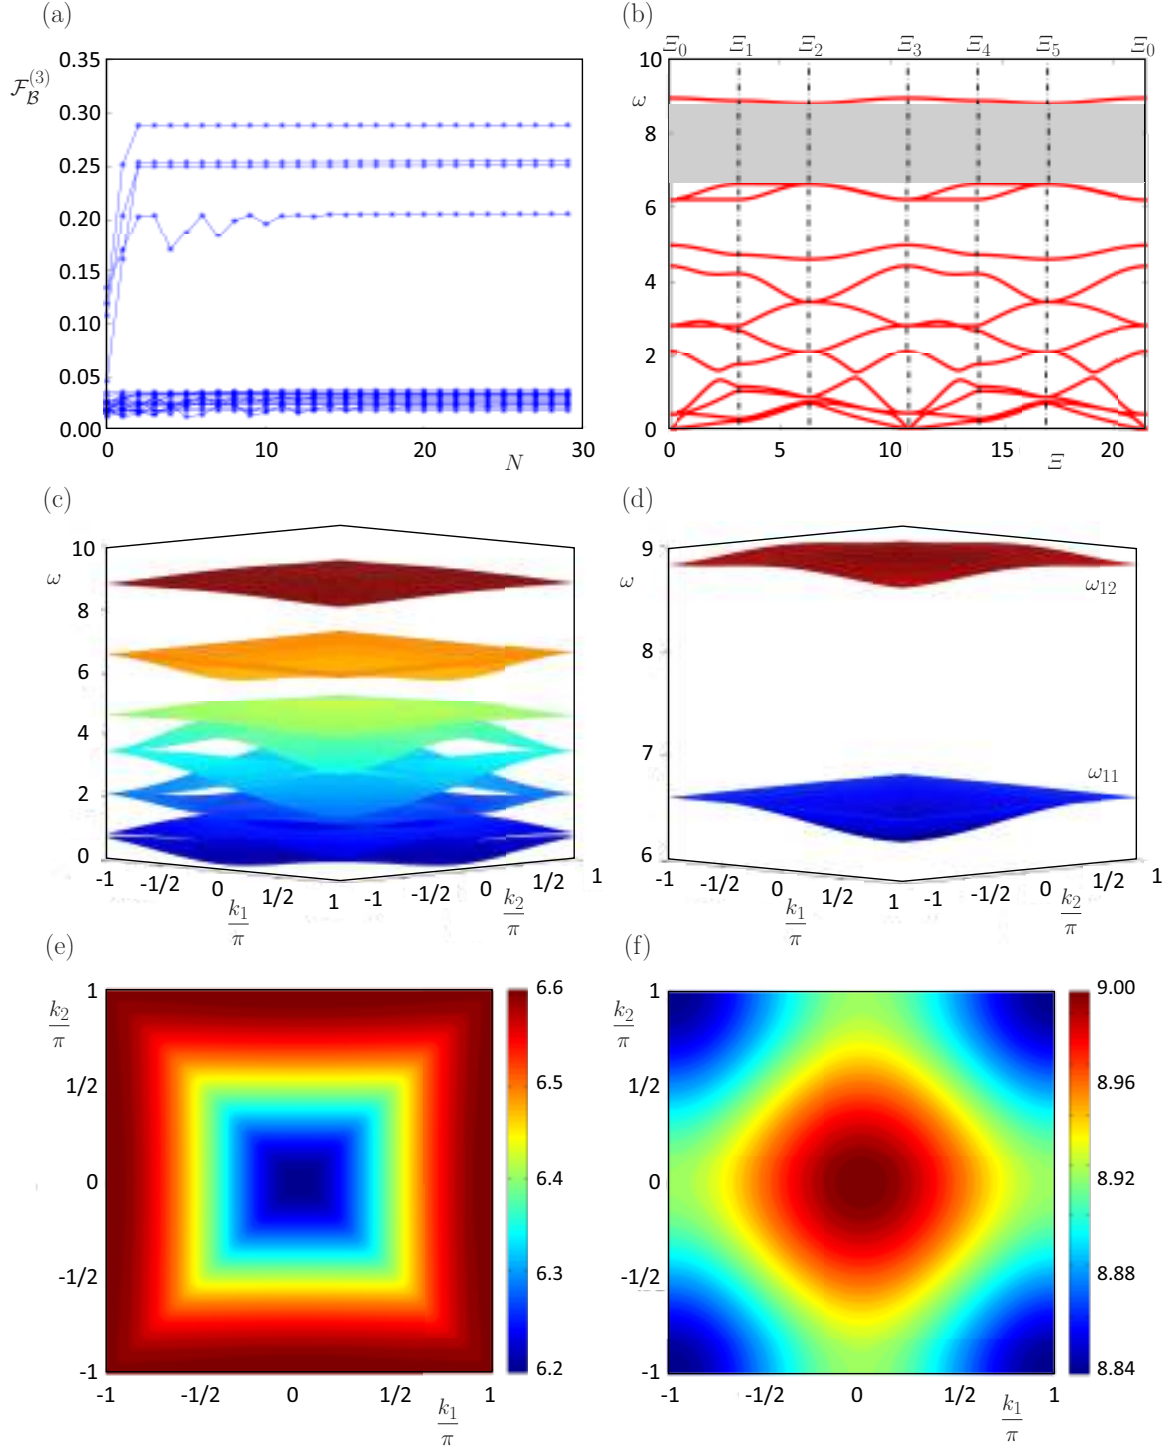 (a)
0.35
0.30
0.25
0.20
0.15
0.10
0.05
0.00
$\mathcal{F}_{\mathcal{B}}^{(3)}$
0 10 20 30
N
(b)
Ξ₀ Ξ₁ Ξ₂ Ξ₃ Ξ₄ Ξ₅ Ξ₀
10
ω
8
6
4
2
0
0 5 10 15 20
Ξ
(c)
10
ω
8
6
4
2
0
-1 -1/2 0 1/2 1 -1 -1/2 0 1/2 1
k₁/π k₂/π
(d)
9
ω
8
7
6
ω₁₂
ω₁₁
-1 -1/2 0 1/2 1 -1 -1/2 0 1/2 1
k₁/π k₂/π
(e)
1
k₂/π
1/2
0
-1/2
-1
-1 -1/2 0 1/2 1
k₁/π
6.6
6.5
6.4
6.3
6.2
(f)
1
k₂/π
1/2
0
-1/2
-1
-1 -1/2 0 1/2 1
k₁/π
9.00
8.96
8.92
8.88
8.84